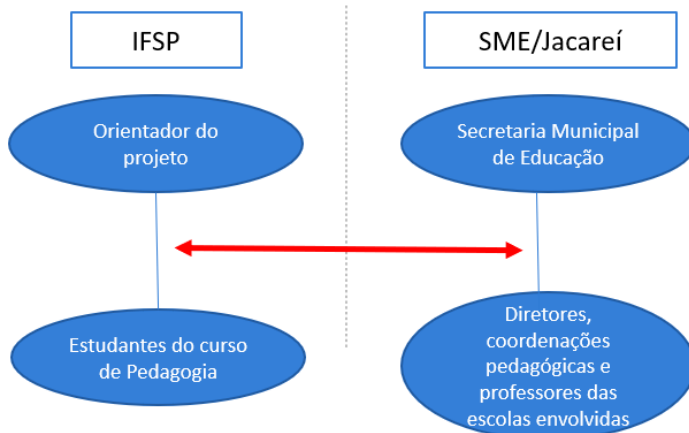 IFSP
SME/Jacareí
Orientador do
projeto
Secretaria Municipal
de Educação
Estudantes do curso
de Pedagogia
Diretores,
coordenações
pedagógicas e
professores das
escolas envolvidas